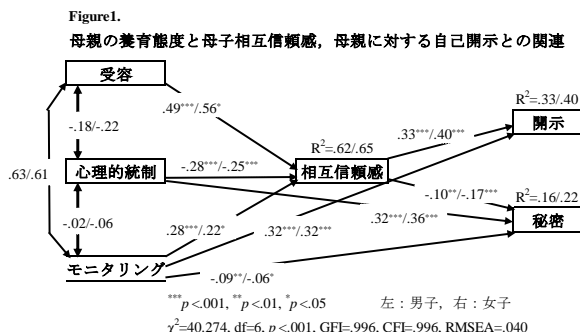 Figure1.
母親の養育態度と母子相互信頼感，母親に対する自己開示との関連
受容
R²=.33/.40
.49***/.56*
.33***/.40***
開示
-.18/-.22
R²=.62/.65
.63/.61
心理的統制
-.28***/-.25***
相互信頼感
-.10**/-.17***
R²=.16/.22
-.02/-.06
.28***/.22*
.32***/.32***
.32***/.36***
秘密
モニタリング
-.09**/-.06*
***p<.001, **p<.01, *p<.05 左：男子，右：女子
χ²=40.274, df=6, p<.001, GFI=.996, CFI=.996, RMSEA=.040